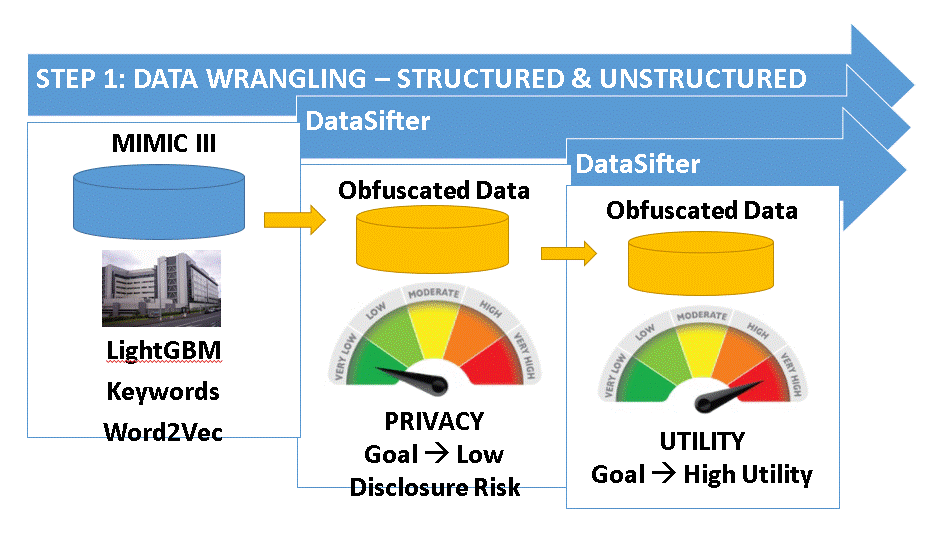 STEP 1: DATA WRANGLING – STRUCTURED & UNSTRUCTURED
DataSifter
DataSifter
MIMIC III
LightGBM
Keywords
Word2Vec
Obfuscated Data
VERY LOW
LOW
MODERATE
HIGH
VERY HIGH
PRIVACY
Goal → Low
Disclosure Risk
Obfuscated Data
VERY LOW
LOW
MODERATE
HIGH
VERY HIGH
UTILITY
Goal → High Utility